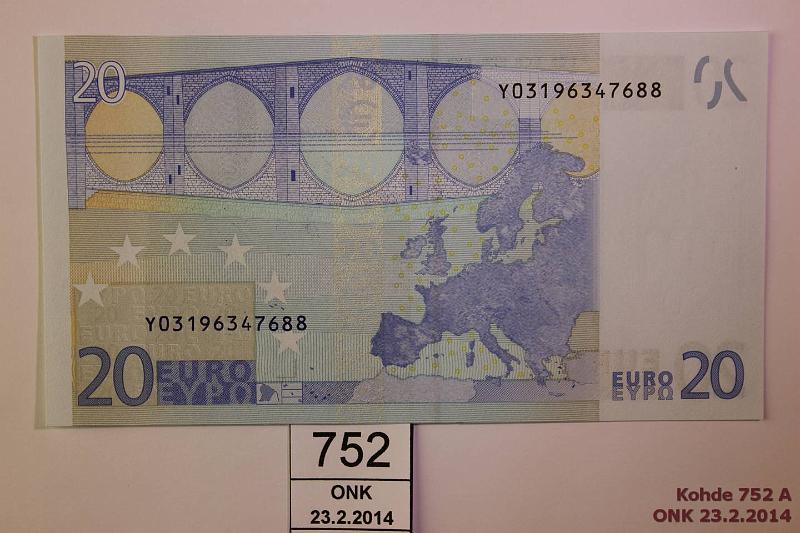 20
Y03196347688
Y03196347688
20 EURO
ΕΥΡΩ
EURO 20
ΕΥΡΩ
752
ONK
23.2.2014
Kohde 752 A
ONK 23.2.2014